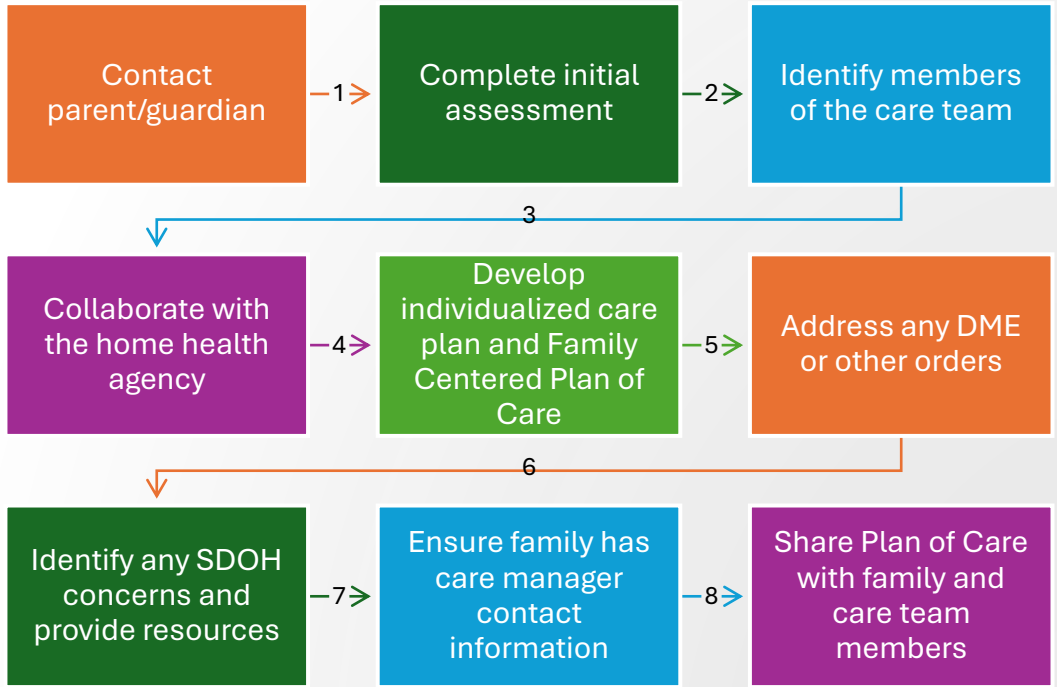 Contact
parent/guardian
1
Complete initial
assessment
2
Identify members
of the care team
3
Collaborate with
the home health
agency
4
Develop
individualized care
plan and Family
Centered Plan of
Care
5
Address any DME
or other orders
6
Identify any SDOH
concerns and
provide resources
7
Ensure family has
care manager
contact
information
8
Share Plan of Care
with family and
care team
members